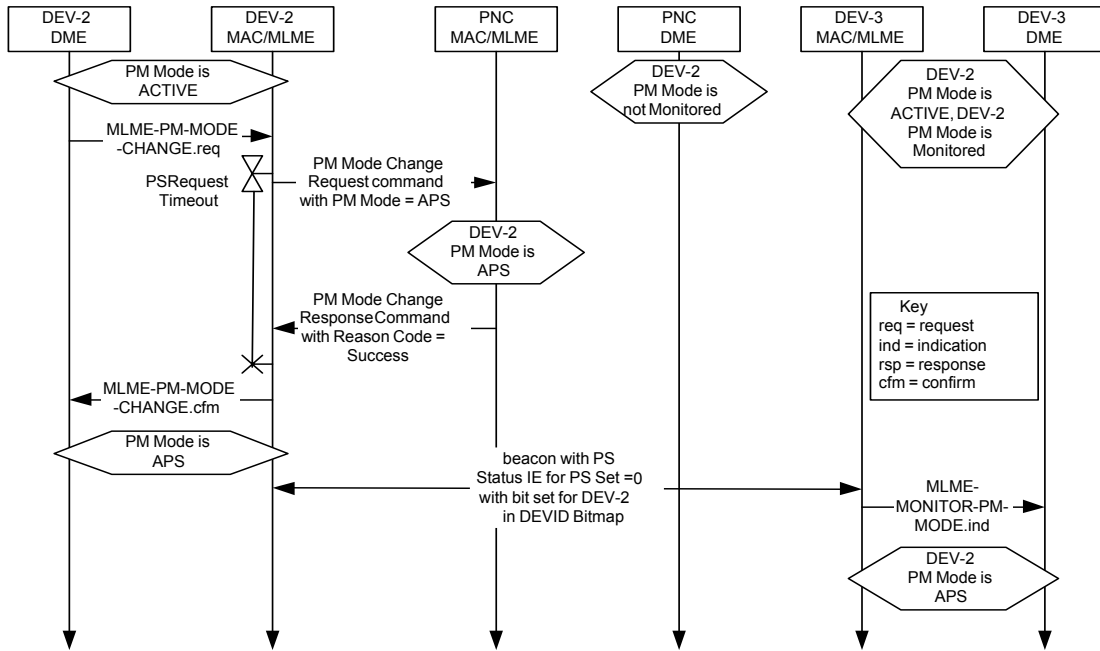 DEV-2
DME
DEV-2
MAC/MLME
PNC
MAC/MLME
PNC
DME
DEV-3
MAC/MLME
DEV-3
DME
PM Mode is
ACTIVE
DEV-2
PM Mode is
not Monitored
DEV-2
PM Mode is
ACTIVE, DEV-2
PM Mode is
Monitored
MLME-PM-MODE
-CHANGE.req
PSRequest
Timeout
PM Mode Change
Request command
with PM Mode = APS
DEV-2
PM Mode is
APS
PM Mode Change
Response Command
with Reason Code =
Success
Key
req = request
ind = indication
rsp = response
cfm = confirm
MLME-PM-MODE
-CHANGE.cfm
PM Mode is
APS
beacon with PS
Status IE for PS Set =0
with bit set for DEV-2
in DEVID Bitmap
MLME-
MONITOR-PM-
MODE.ind
DEV-2
PM Mode is
APS